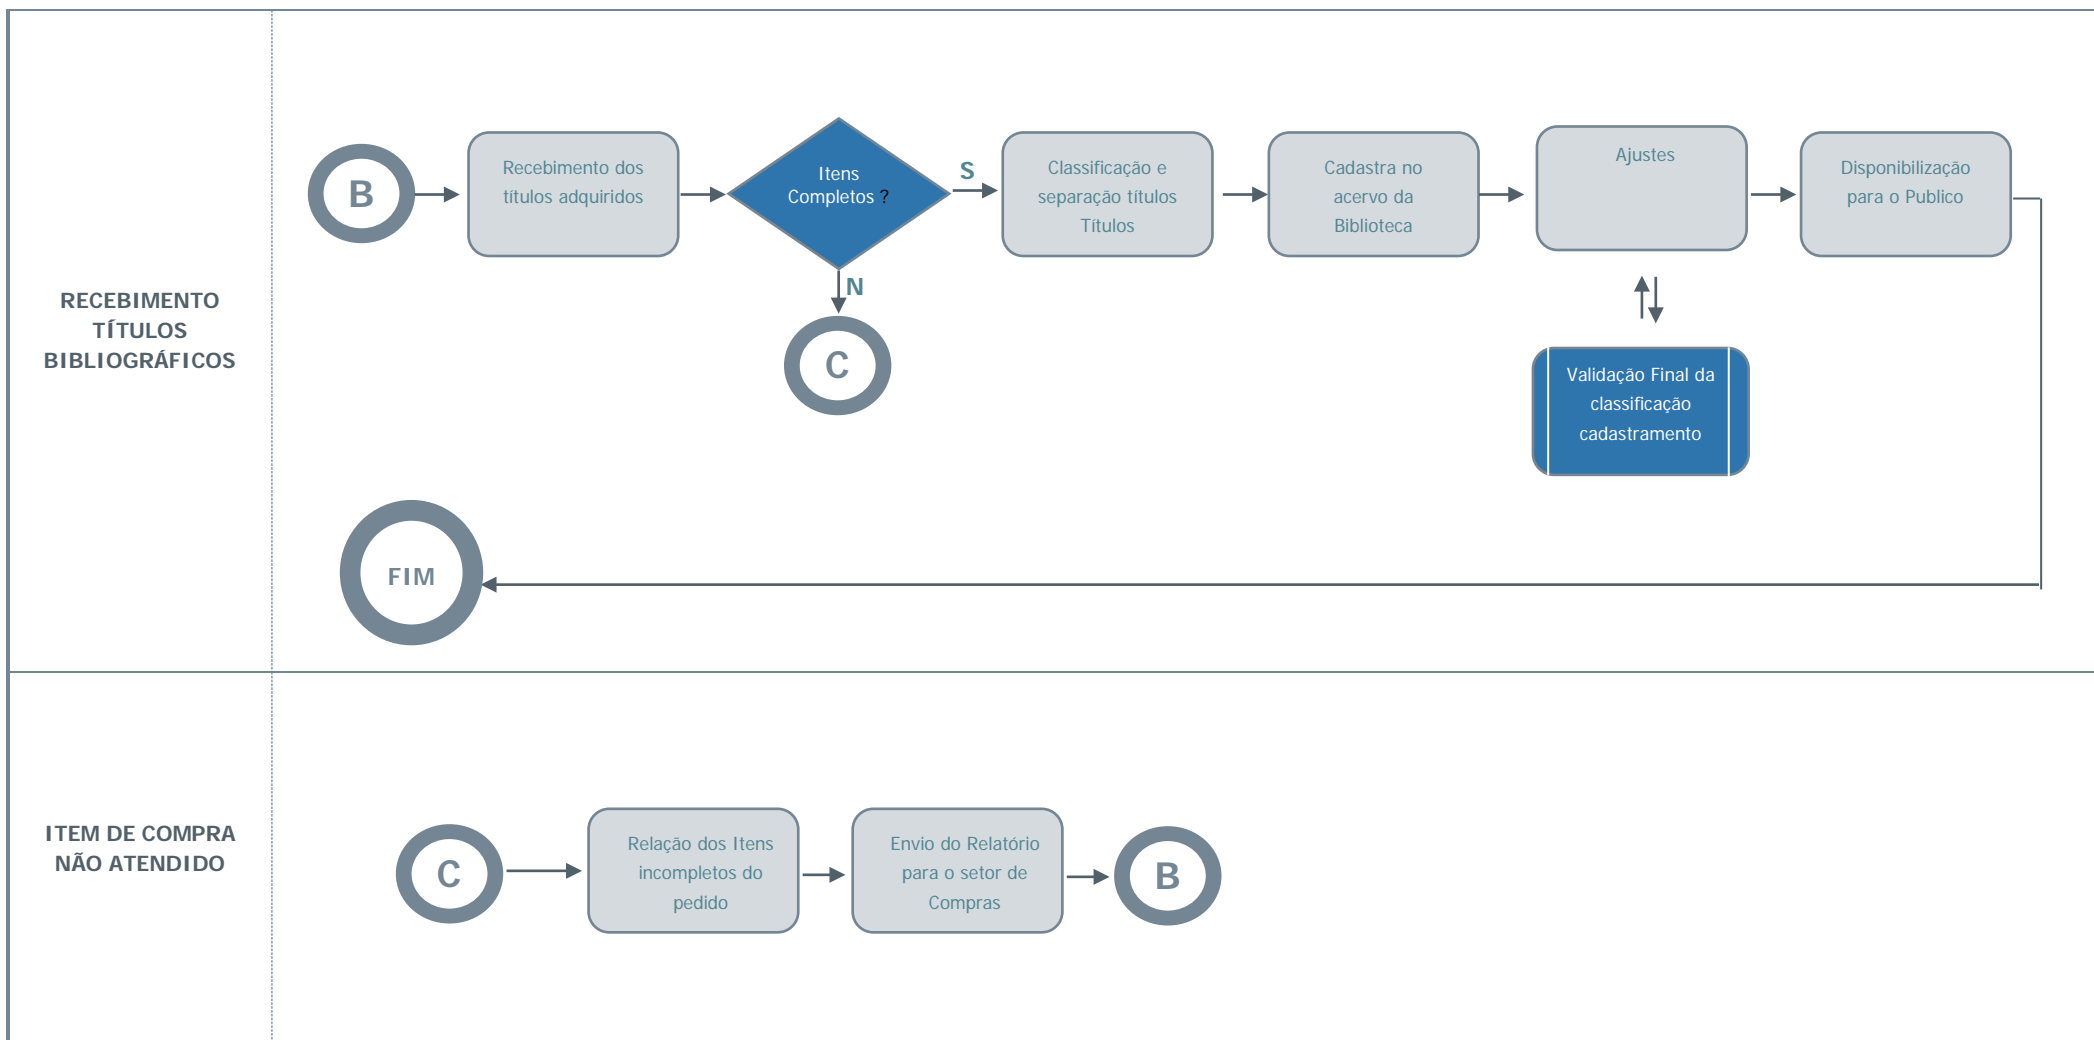 RECEBIMENTO
TÍTULOS
BIBLIOGRÁFICOS
B
Recebimento dos
títulos adquiridos
Itens
Completos ?
S
N
C
Classificação e
separação títulos
Títulos
Cadastra no
acervo da
Biblioteca
Ajustes
Validação Final da
classificação
cadastramento
Disponibilização
para o Publico
FIM
ITEM DE COMPRA
NÃO ATENDIDO
C
Relação dos Itens
incompletos do
pedido
Envio do Relatório
para o setor de
Compras
B